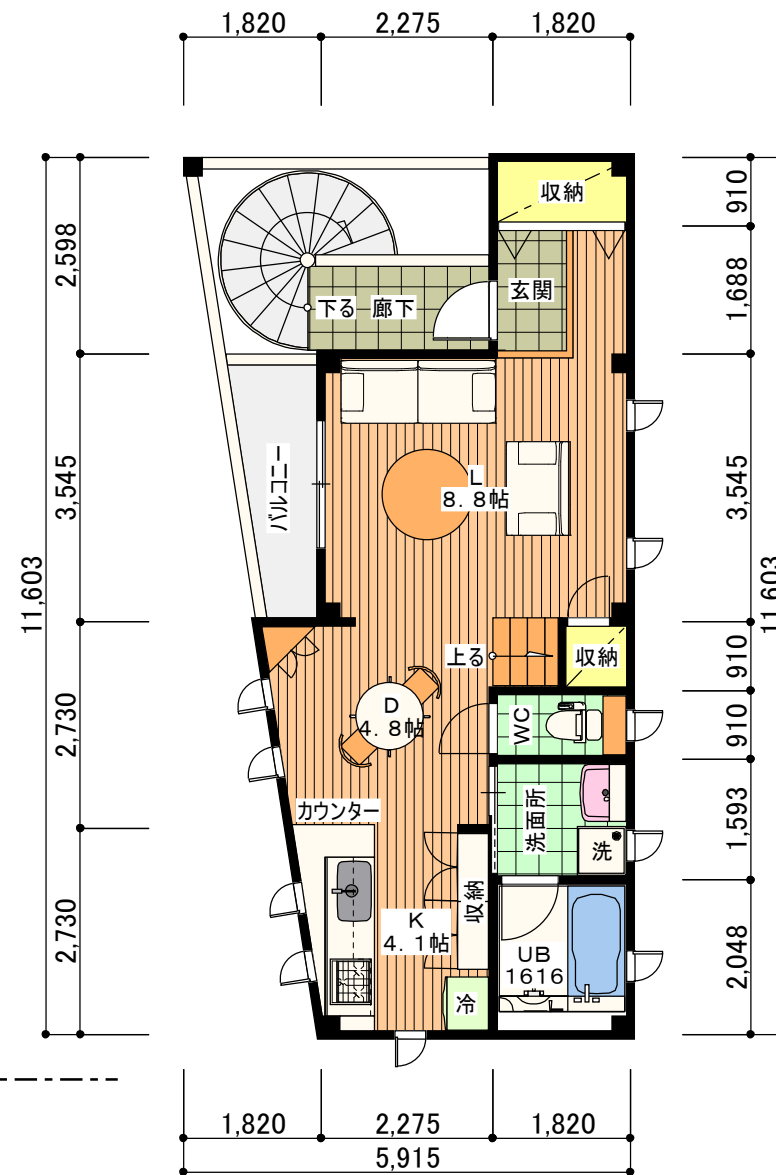 1,820 2,275 1,820
収納
910
2,598
玄関
1,688
下る 廊下
バルコニー
L
8.8帖
3,545
3,545
11,603
11,603
上る
収納
910
D
4.8帖
WC
910
2,730
カウンター
洗面所
洗
1,593
収納
K
4.1帖
UB
1616
2,730
2,048
冷
1,820 2,275 1,820
5,915